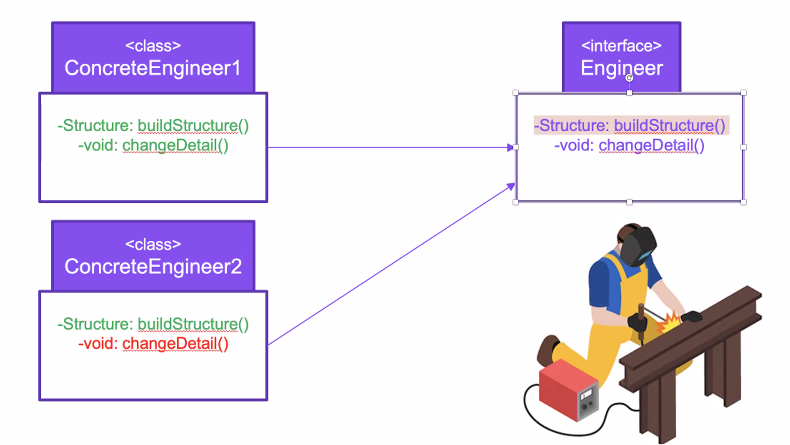 <class>
ConcreteEngineer1
-Structure: buildStructure()
-void: changeDetail()
<interface>
Engineer
-Structure: buildStructure()
-void: changeDetail()
<class>
ConcreteEngineer2
-Structure: buildStructure()
-void: changeDetail()